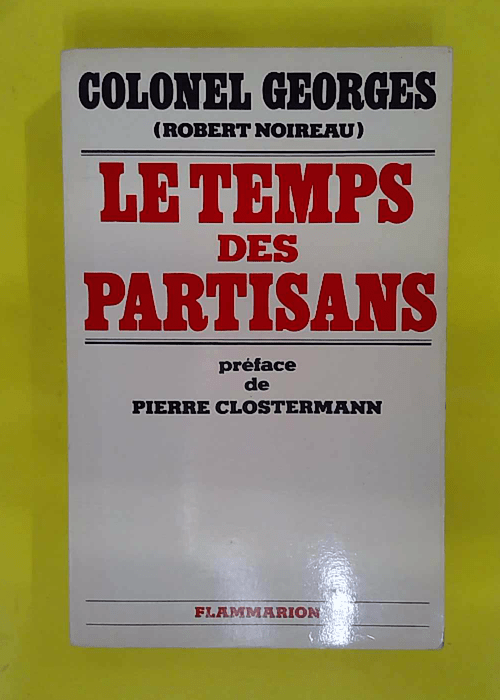 COLONEL GEORGES
(ROBERT NOIREAU)
LE TEMPS
DES
PARTISANS
préface
de
PIERRE CLOSTERMANN
FLAMMARION